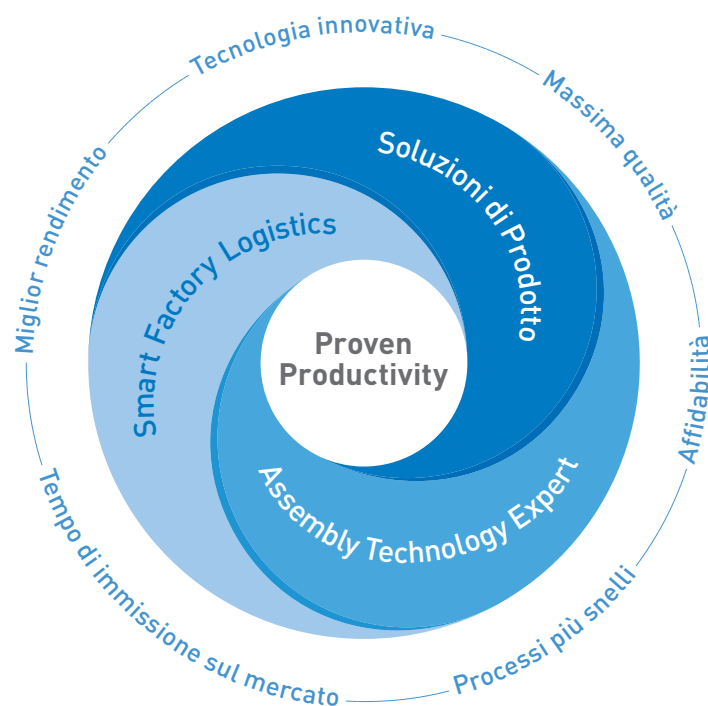 Tecnologia innovativa
Massima qualità
Affidabilità
Processi più snelli
Tempo di immissione sul mercato
Miglior rendimento
Soluzioni di Prodotto
Assembly Technology Expert
Smart Factory Logistics
Proven
Productivity